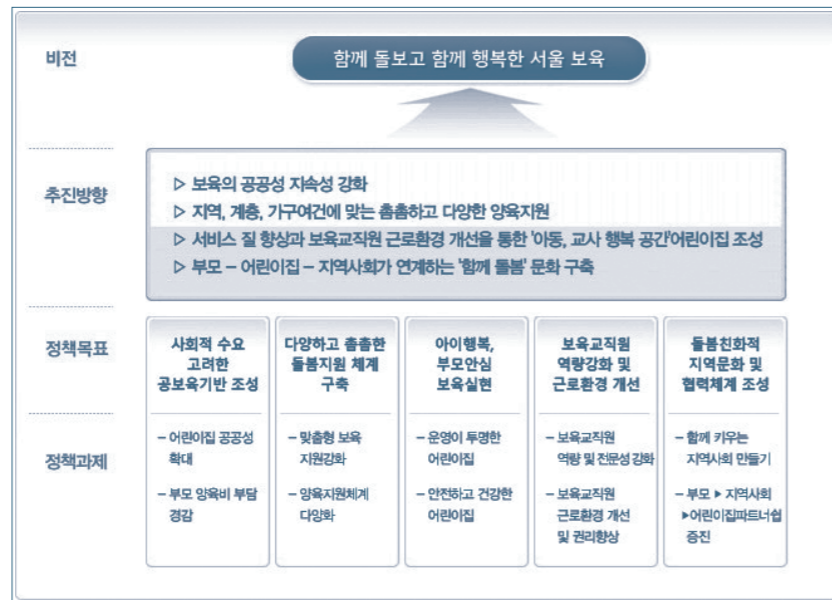 비전
함께 돌보고 함께 행복한 서울 보육
추진방향
▷ 보육의 공공성 지속성 강화
▷ 지역, 계층, 가구여건에 맞는 촘촘하고 다양한 양육지원
▷ 서비스 질 향상과 보육교직원 근로환경 개선을 통한 '아동, 교사 행복 공간'어린이집 조성
▷ 부모 – 어린이집 – 지역사회가 연계하는 '함께 돌봄' 문화 구축
정책목표
사회적 수요
고려한
공보육기반 조성
다양하고 촘촘한
돌봄지원 체계
구축
아이행복,
부모안심
보육실현
보육교직원
역량강화 및
근로환경 개선
돌봄친화적
지역문화 및
협력체계 조성
정책과제
– 어린이집 공공성
확대
– 부모 양육비 부담
경감
– 맞춤형 보육
지원강화
– 양육지원체계
다양화
– 운영이 투명한
어린이집
– 안전하고 건강한
어린이집
– 보육교직원
역량 및 전문성 강화
– 보육교직원
근로환경 개선
및 권리향상
– 함께 키우는
지역사회 만들기
– 부모 ▶ 지역사회
▶어린이집파트너쉽
증진